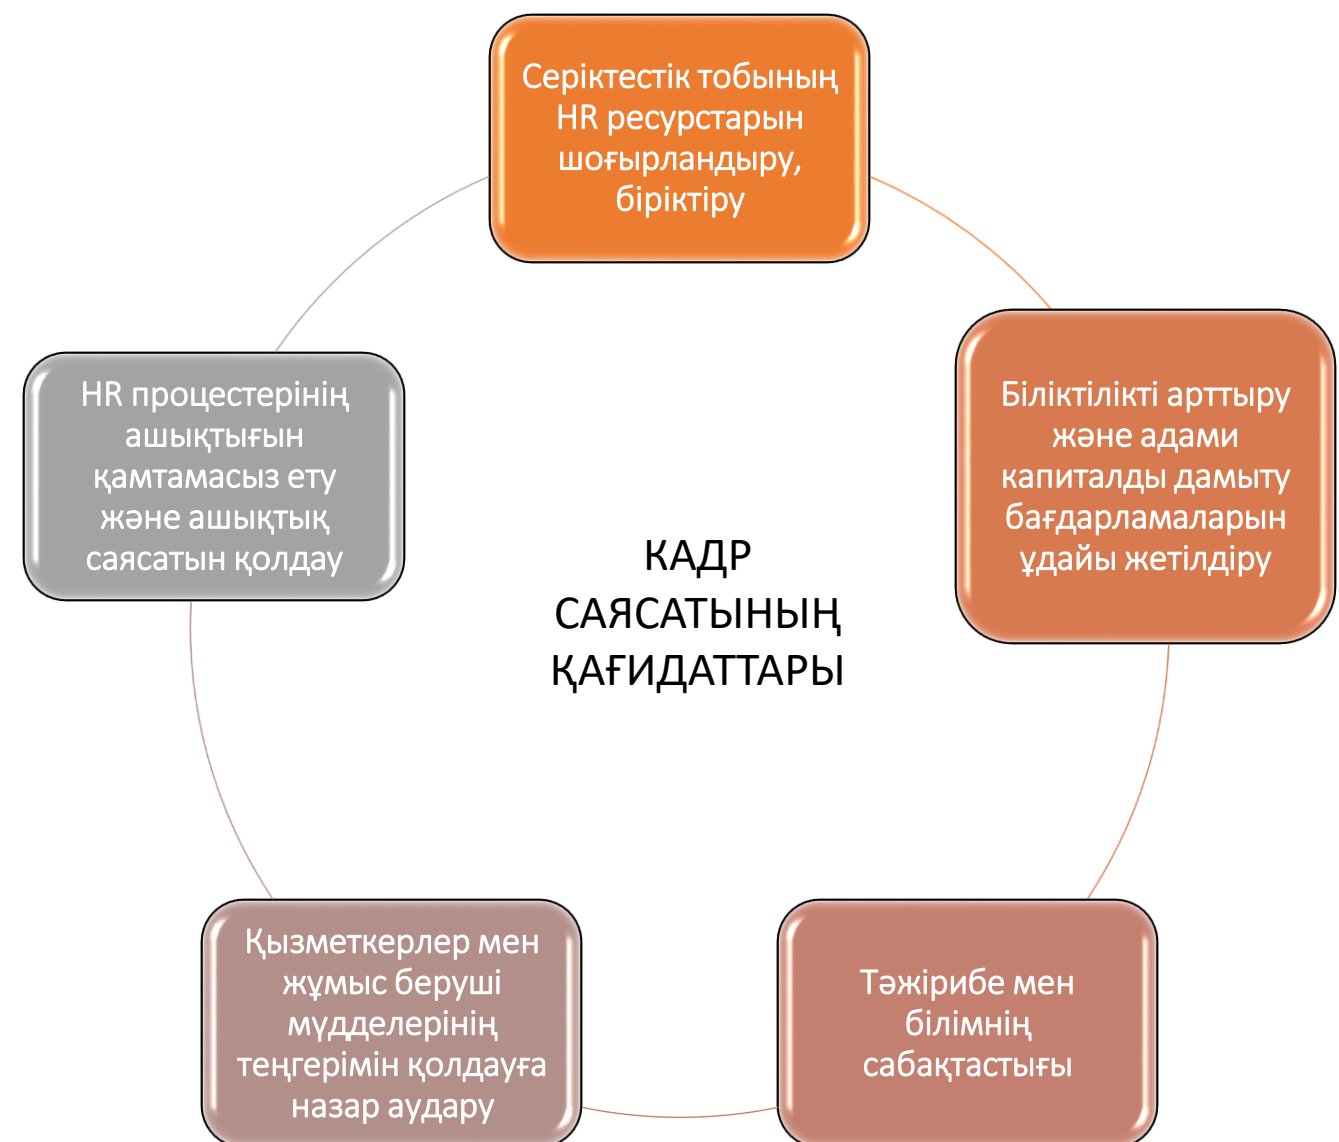 Серіктестік тобының
HR ресурстарын
шоғырландыру,
біріктіру
Біліктілікті арттыру
және адами
капиталды дамыту
бағдарламаларын
ұдайы жетілдіру
Тәжірибе мен
білімнің
сабақтастығы
Қызметкерлер мен
жұмыс беруші
мүдделерінің
теңгерімін қолдауға
назар аудару
HR процестерінің
ашықтығын
қамтамасыз ету
және ашықтық
саясатын қолдау
КАДР
САЯСАТЫНЫҢ
ҚАҒИДАТТАРЫ